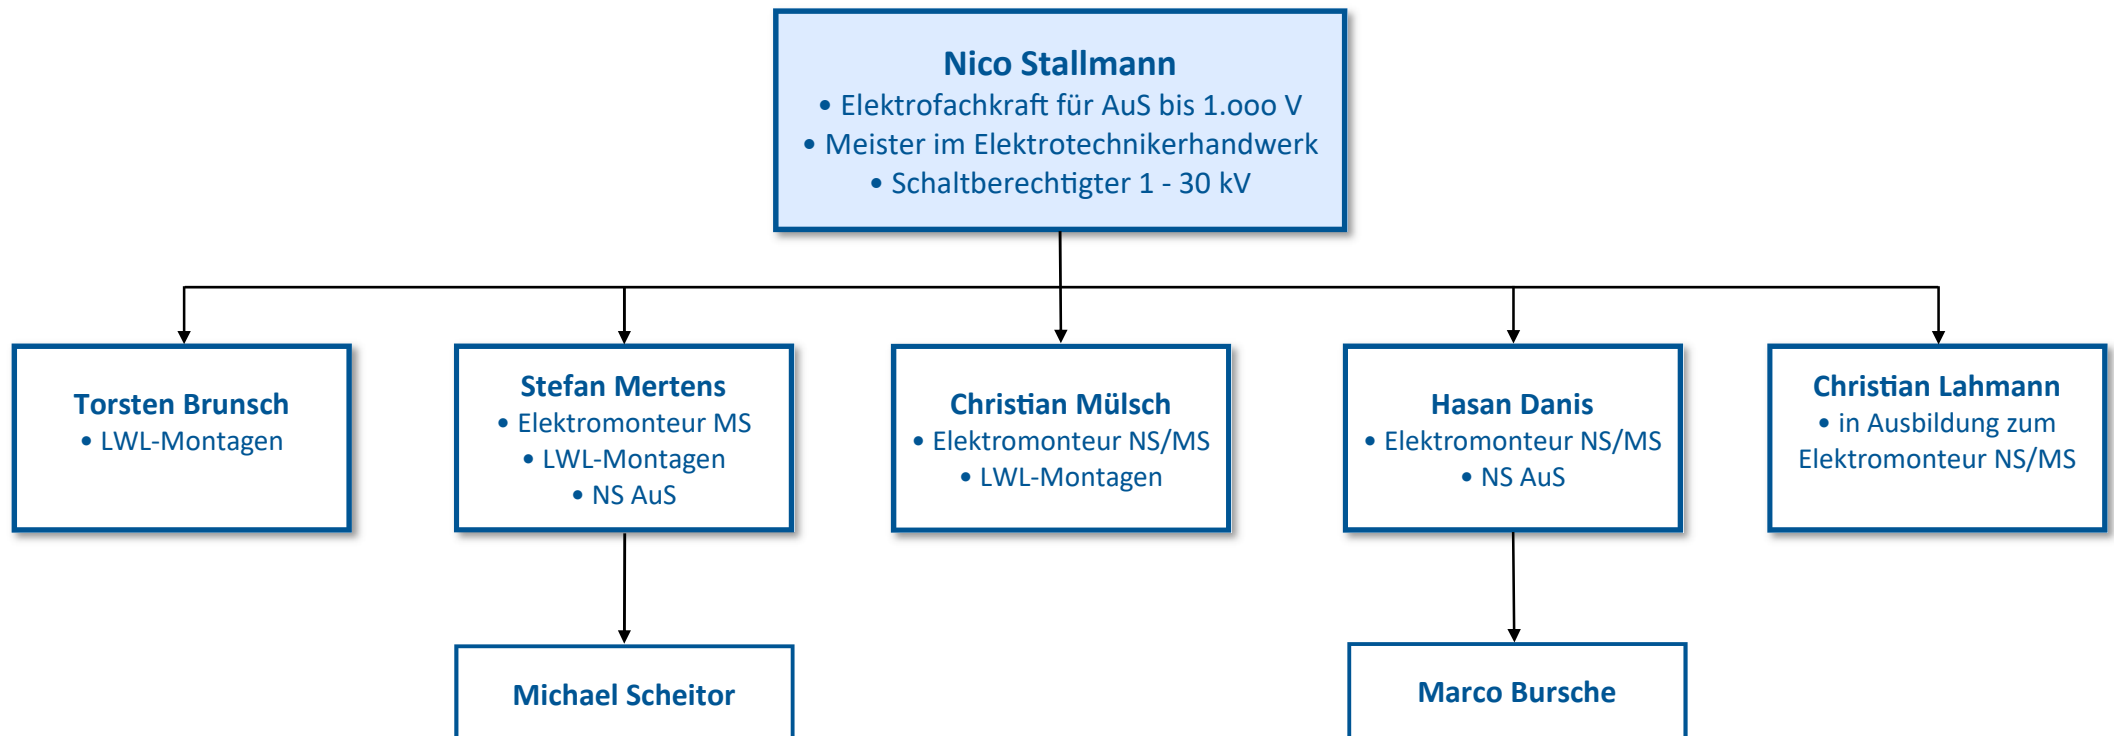 Nico Stallmann
• Elektrofachkraft für AuS bis 1.ooo V
• Meister im Elektrotechnikerhandwerk
• Schaltberechtigter 1 - 30 kV
Torsten Brunsch
• LWL-Montagen
Stefan Mertens
• Elektromonteur MS
• LWL-Montagen
• NS AuS
Christian Mülsch
• Elektromonteur NS/MS
• LWL-Montagen
Hasan Danis
• Elektromonteur NS/MS
• NS AuS
Christian Lahmann
• in Ausbildung zum
Elektromonteur NS/MS
Michael Scheitor
Marco Bursche